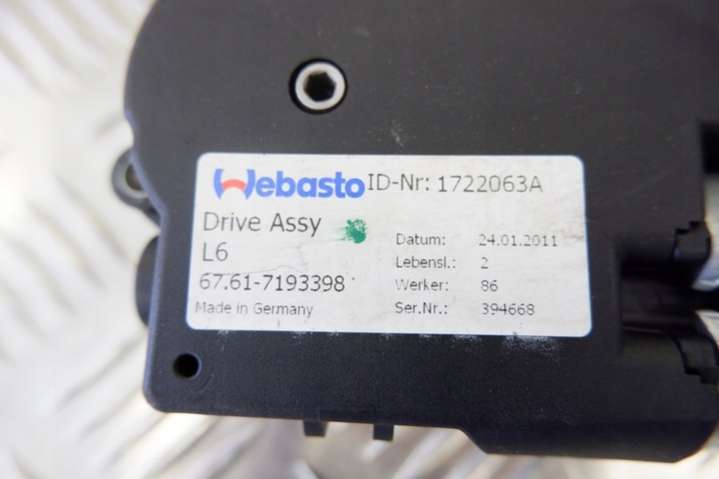 Webasto ID-Nr: 1722063A
Drive Assy
L6
67.61-7193398
Made in Germany
Datum: 24.01.2011
Lebensl.: 2
Werker: 86
Ser.Nr.: 394668